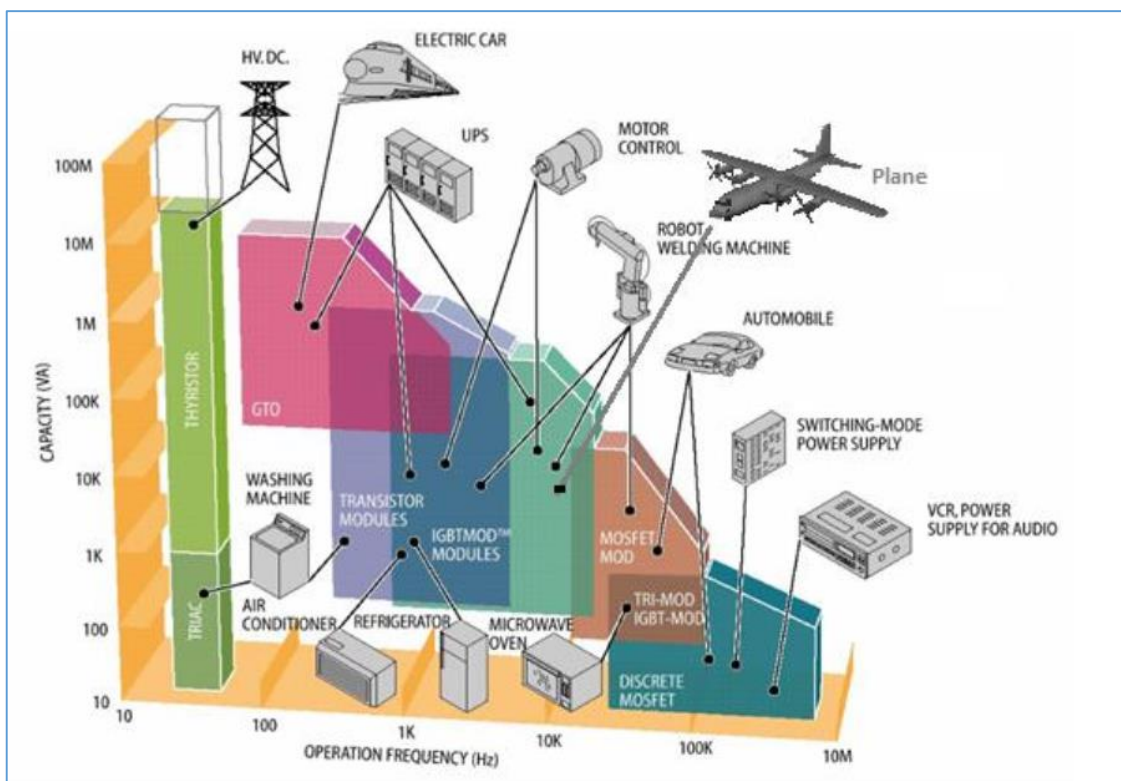 HV. DC.
ELECTRIC CAR
UPS
MOTOR
CONTROL
Plane
ROBOT
WELDING MACHINE
AUTOMOBILE
SWITCHING-MODE
POWER SUPPLY
VCR, POWER
SUPPLY FOR AUDIO
CAPACITY (VA)
100M
10M
1M
100K
10K
1K
100
10
THYRISTOR
TRIAC
GTO
WASHING
MACHINE
TRANSISTOR
MODULES
IGBTMOD™
MODULES
MOSFET
MOD
TRI-MOD
IGBT-MOD
DISCRETE
MOSFET
AIR
CONDITIONER
REFRIGERATOR
MICROWAVE
OVEN
10
100
1K
10K
100K
10M
OPERATION FREQUENCY (Hz)